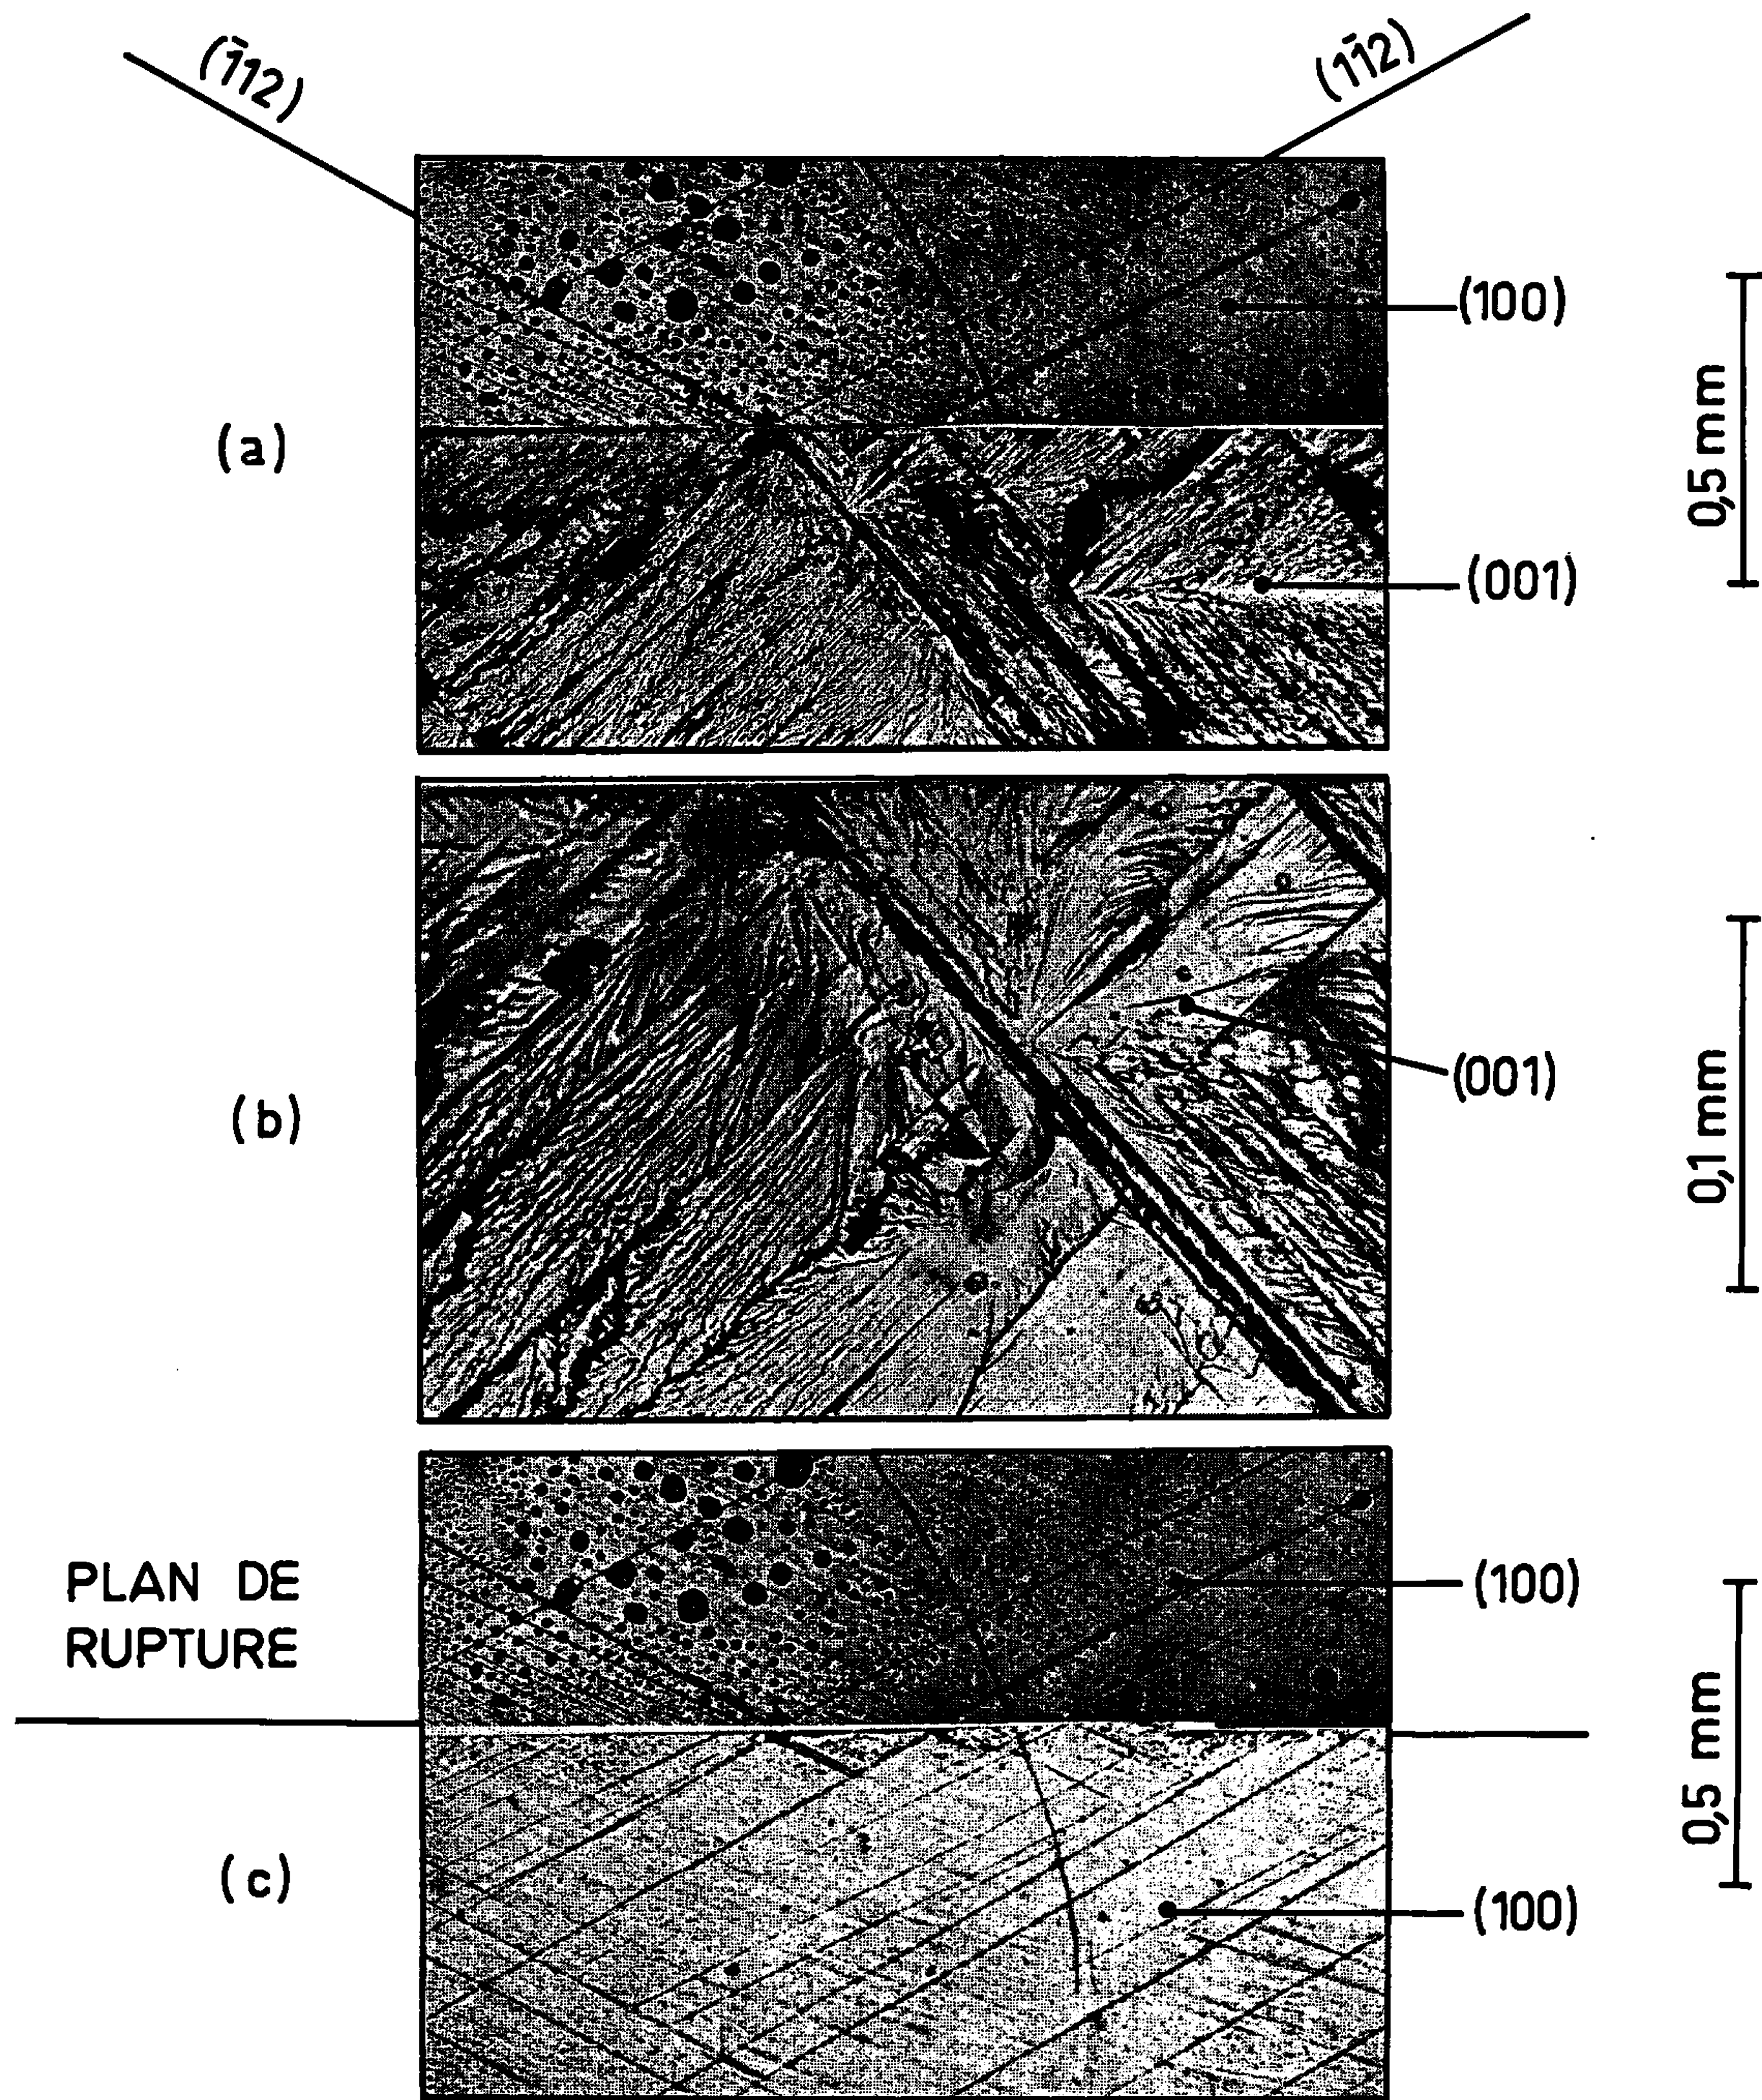 (1̄12)
(11̄2)
(100)
(a)
0,5 mm
(001)
(b)
(001)
0,1 mm
PLAN DE
RUPTURE
(100)
0,5 mm
(c)
(100)